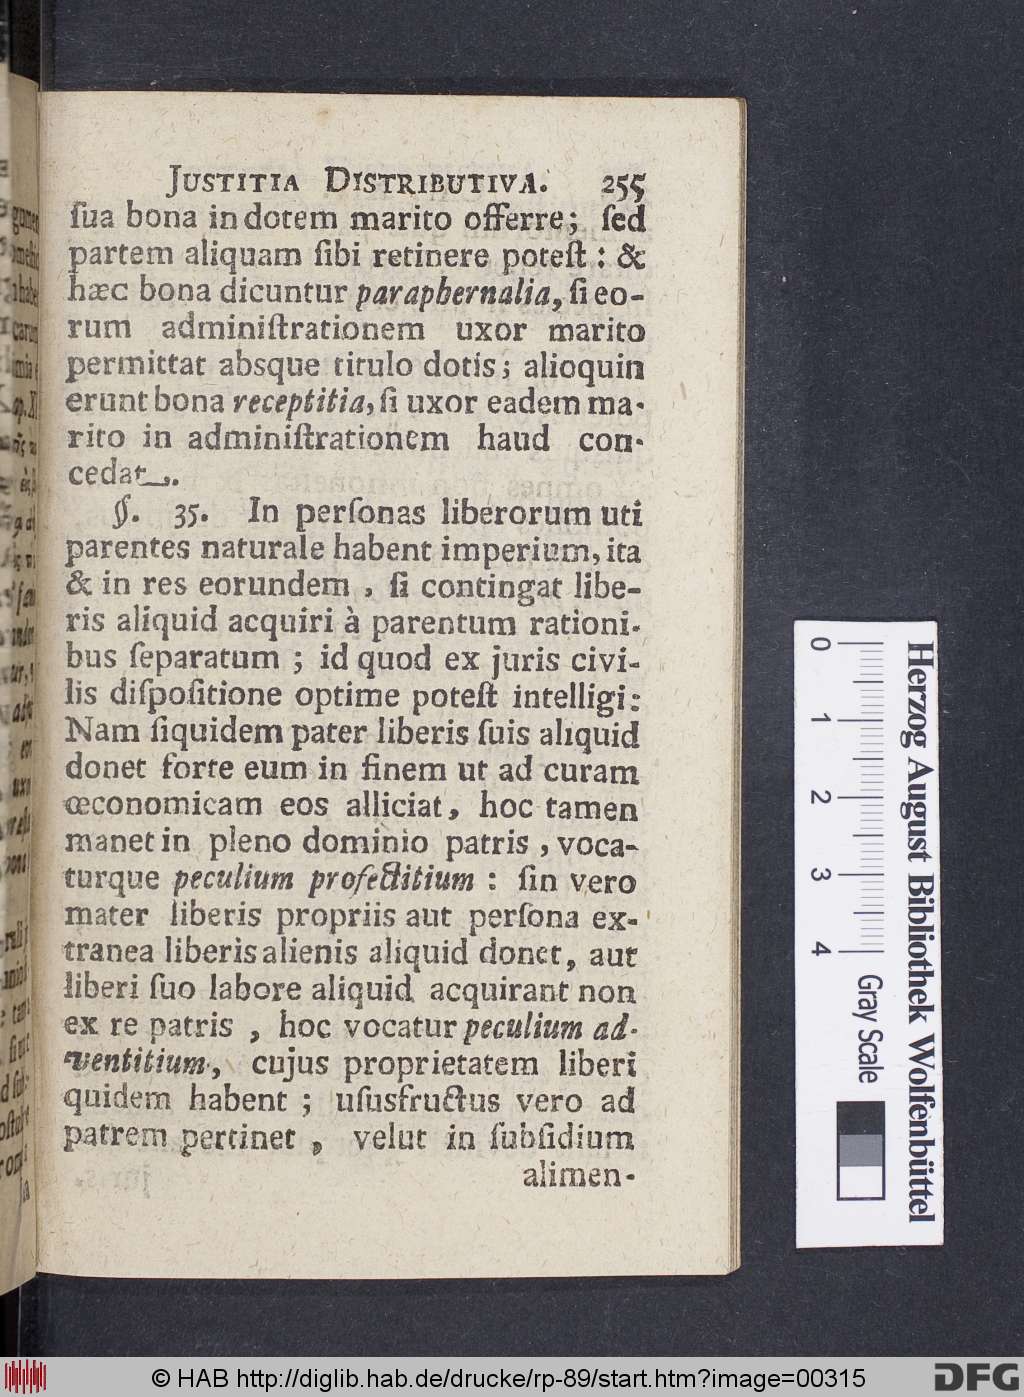 JUSTITIA DISTRIBUTIVA. 255
ſua bona in dotem marito offerre; ſed
partem aliquam ſibi retinere poteſt : &
hæc bona dicuntur paraphernalia, ſi eo-
rum adminiſtrationem uxor marito
permittat absque titulo dotis; alioquin
erunt bona receptitia, ſi uxor eadem ma-
rito in adminiſtrationem haud con-
cedat.
§. 35. In perſonas liberorum uti
parentes naturale habent imperium, ita
& in res eorundem, ſi contingat libe-
ris aliquid acquiri à parentum rationi-
bus ſeparatum ; id quod ex juris civi-
lis diſpoſitione optime poteſt intelligi:
Nam ſiquidem pater liberis ſuis aliquid
donet forte eum in finem ut ad curam
œconomicam eos alliciat, hoc tamen
manet in pleno dominio patris, voca-
turque peculium profectitium : ſin vero
mater liberis propriis aut perſona ex-
tranea liberis alienis aliquid donet, aut
liberi ſuo labore aliquid acquirant non
ex re patris, hoc vocatur peculium ad-
ventitium, cujus proprietatem liberi
quidem habent ; uſusfructus vero ad
patrem pertinet, velut in ſubſidium
alimen-
Herzog August Bibliothek Wolfenbüttel
0 1 2 3 4 Gray Scale
© HAB http://diglib.hab.de/drucke/rp-89/start.htm?image=00315
DFG